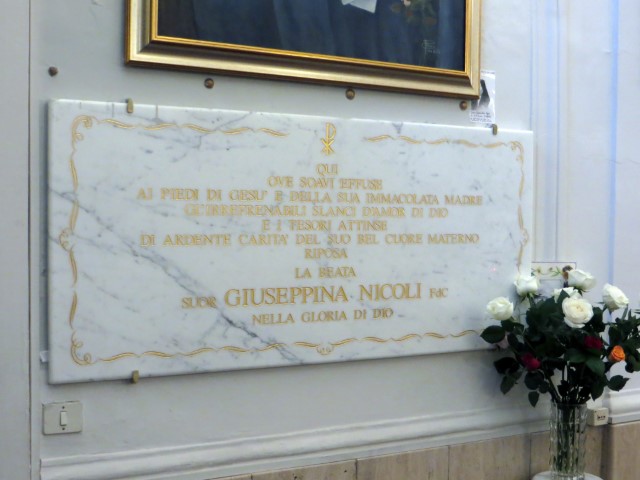 QUI
OVE SOAVI EFFUSE
AI PIEDI DI GESU' E DELLA SUA IMMACOLATA MADRE
GL'IRREFRENABILI SLANCI D'AMOR DI DIO
E I TESORI ATTINSE
DI ARDENTE CARITA' DEL SUO BEL CUORE MATERNO
RIPOSA
LA BEATA
SUOR GIUSEPPINA NICOLI FdC
NELLA GLORIA DI DIO